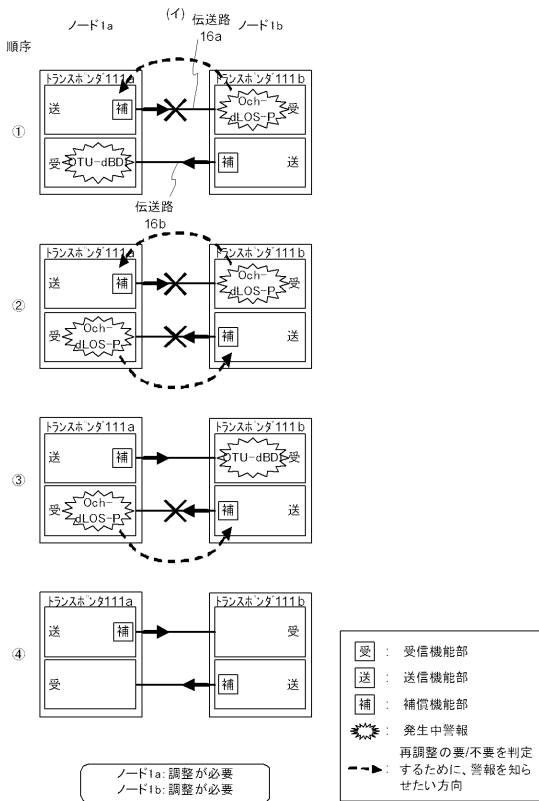 (イ)
ノード1a
伝送路
16a
ノード1b
順序
①
トランスポンダ111a
トランスポンダ111b
送
補
Och-
dLOS-P
受
受
OTU-dBDI
補
送
伝送路
16b
②
トランスポンダ111a
トランスポンダ111b
送
補
Och-
dLOS-P
受
受
Och-
dLOS-P
補
送
③
トランスポンダ111a
トランスポンダ111b
送
補
OTU-dBDI
受
受
Och-
dLOS-P
補
送
④
トランスポンダ111a
トランスポンダ111b
送
補
受
受
補
送
ノード1a:調整が必要
ノード1b:調整が必要
受 : 受信機能部
送 : 送信機能部
補 : 補償機能部
: 発生中警報
再調整の要/不要を判定
: するために、警報を知ら
せたい方向